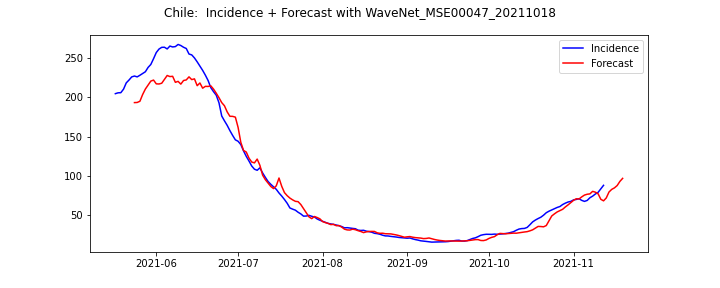 Chile:  Incidence + Forecast with WaveNet_MSE00047_20211018
Incidence
Forecast
250
200
150
100
50
2021-06 2021-07 2021-08 2021-09 2021-10 2021-11